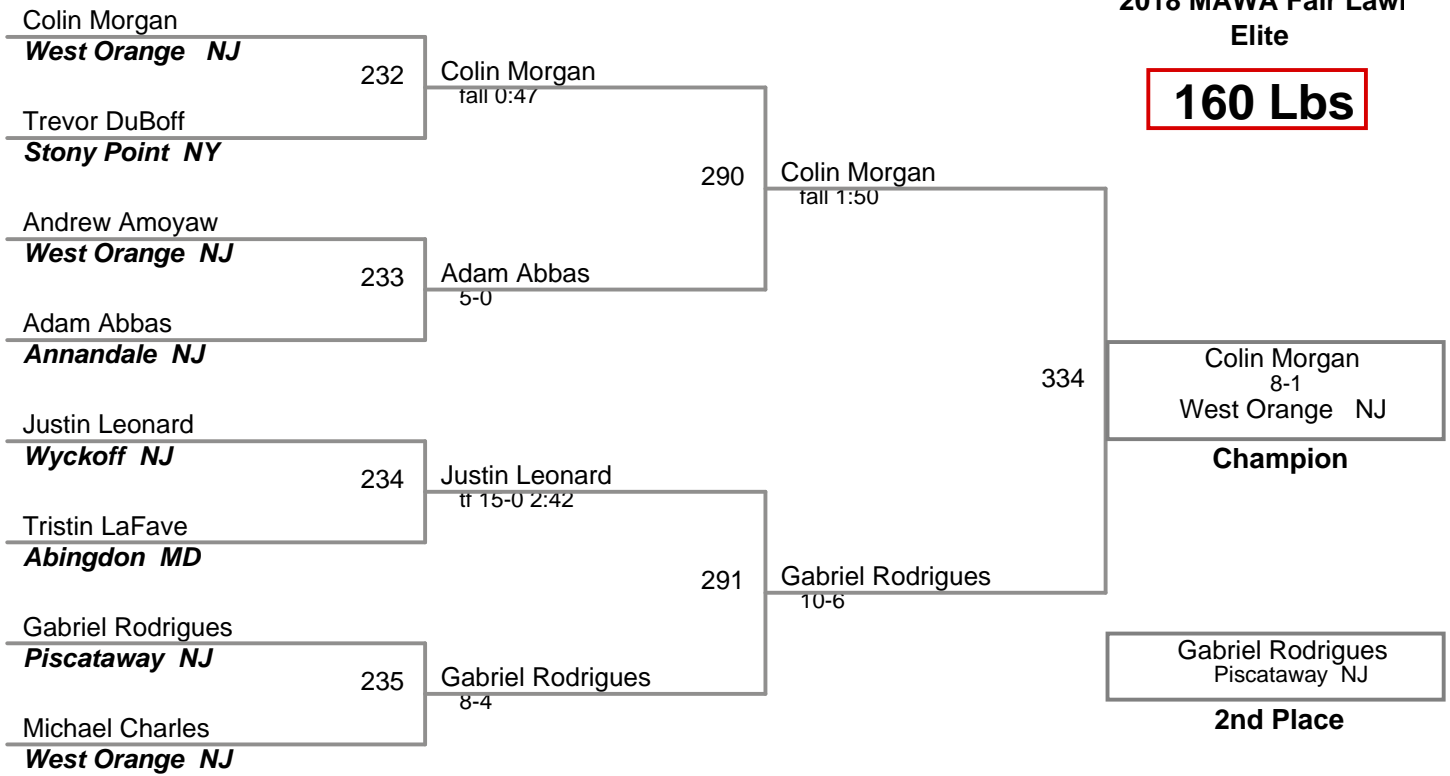 2018 MAWA Fair Lawn
Elite
160 Lbs
Colin Morgan
West Orange NJ
232
Colin Morgan
fall 0:47
Trevor DuBoff
Stony Point NY
290
Colin Morgan
fall 1:50
Andrew Amoyaw
West Orange NJ
233
Adam Abbas
5-0
Adam Abbas
Annandale NJ
334
Colin Morgan
8-1
West Orange NJ
Champion
Justin Leonard
Wyckoff NJ
234
Justin Leonard
tf 15-0 2:42
Tristin LaFave
Abingdon MD
291
Gabriel Rodrigues
10-6
Gabriel Rodrigues
Piscataway NJ
235
Gabriel Rodrigues
8-4
Michael Charles
West Orange NJ
Gabriel Rodrigues
Piscataway NJ
2nd Place